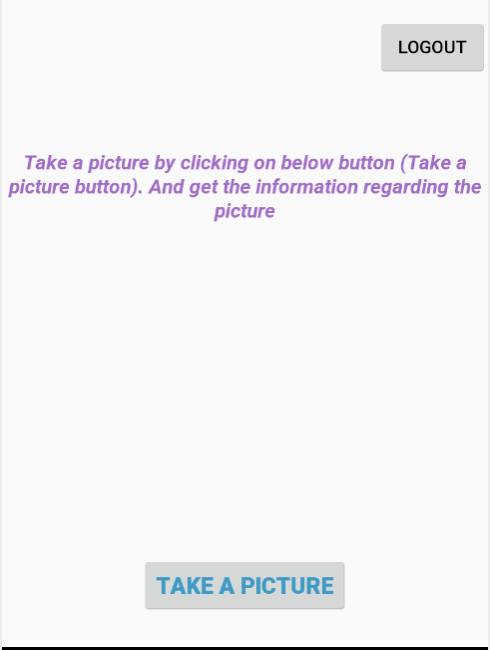 LOGOUT
Take a picture by clicking on below button (Take a
picture button). And get the information regarding the
picture
TAKE A PICTURE